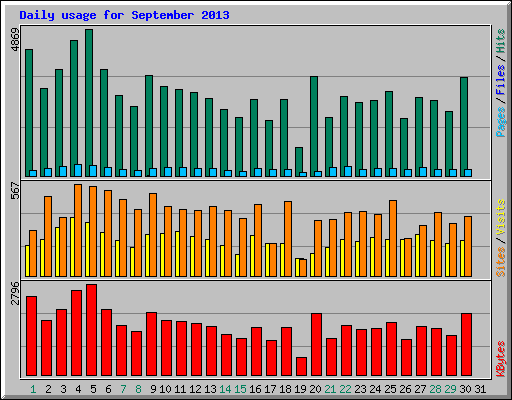 Daily usage for September 2013
4869
Pages / Files / Hits
567
Sites / Visits
2796
KBytes
1 2 3 4 5 6 7 8 9 10 11 12 13 14 15 16 17 18 19 20 21 22 23 24 25 26 27 28 29 30 31